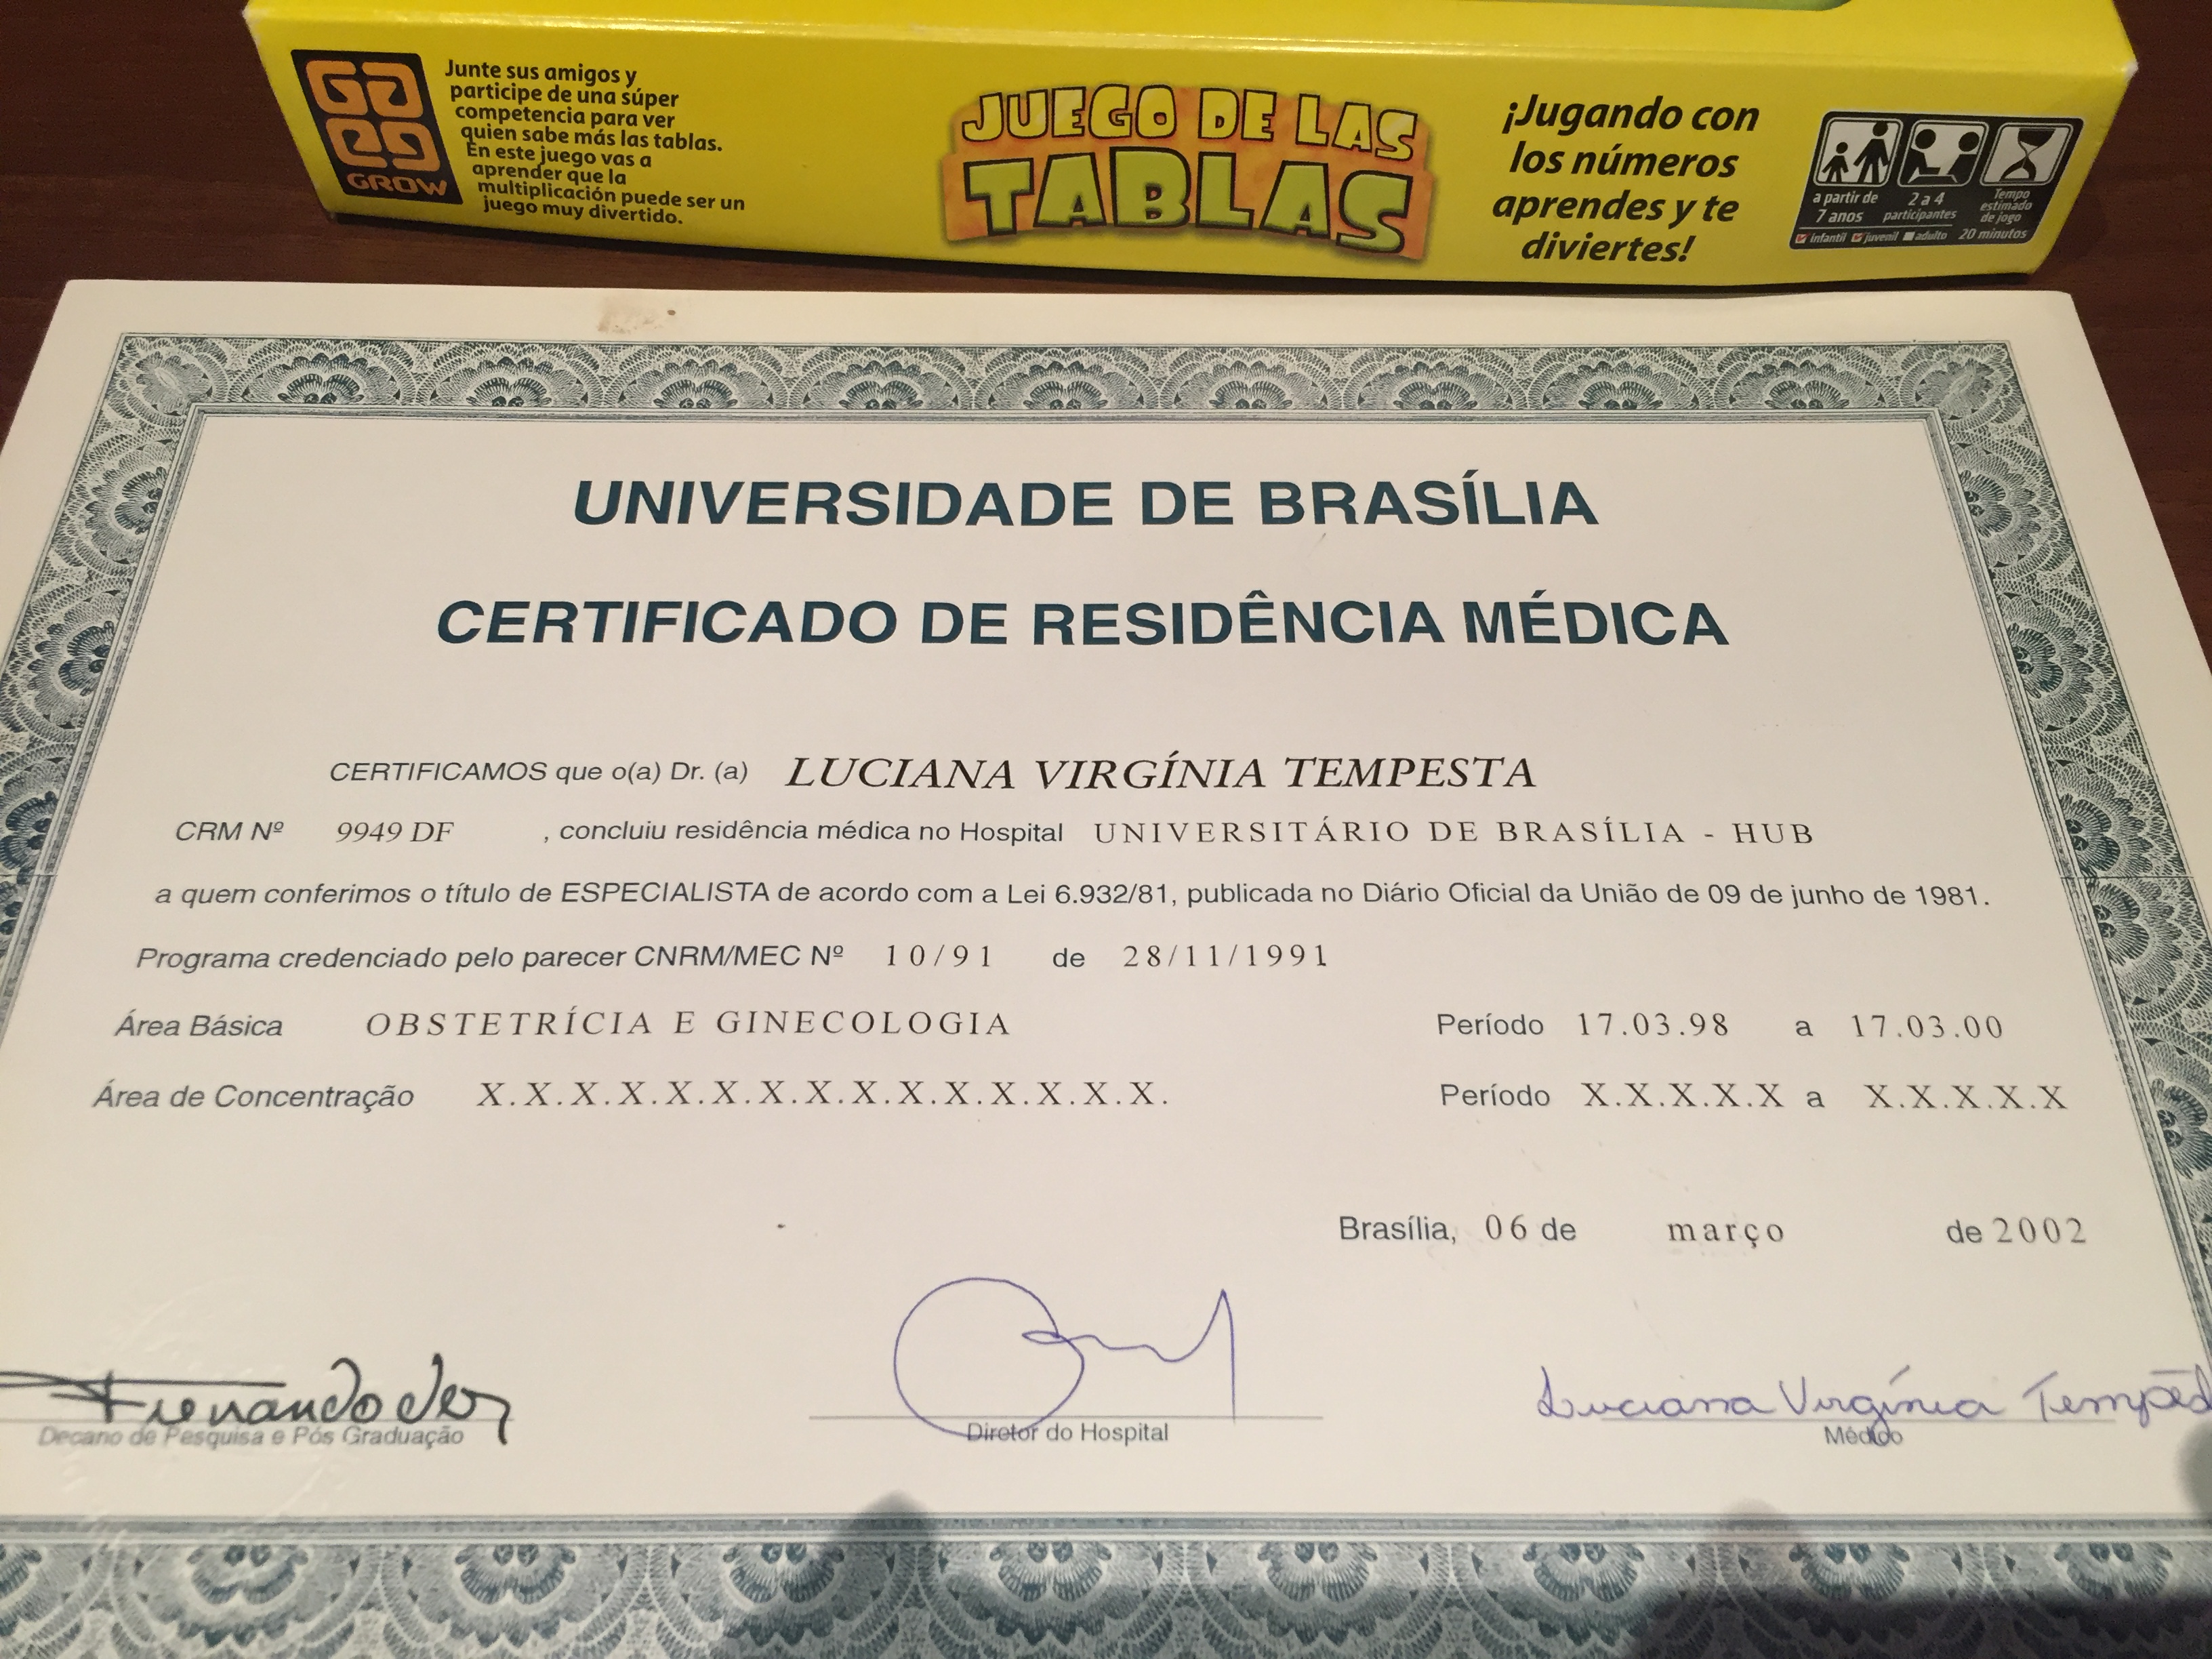 GROW
Junte sus amigos y
participe de una súper
competencia para ver
quien sabe más las tablas.
En este juego vas a
aprender que la
multiplicación puede ser un
juego muy divertido.
JUEGO DE LAS
TABLAS
¡Jugando con
los números
aprendes y te
diviertes!
a partir de
7 anos
2 a 4
participantes
Tempo
estimado
de jogo
infantil juvenil adulto 20 minutos
UNIVERSIDADE DE BRASÍLIA
CERTIFICADO DE RESIDÊNCIA MÉDICA
CERTIFICAMOS que o(a) Dr. (a) LUCIANA VIRGÍNIA TEMPESTA
CRM Nº 9949 DF , concluiu residência médica no Hospital UNIVERSITÁRIO DE BRASÍLIA - HUB
a quem conferimos o título de ESPECIALISTA de acordo com a Lei 6.932/81, publicada no Diário Oficial da União de 09 de junho de 1981.
Programa credenciado pelo parecer CNRM/MEC Nº 10/91 de 28/11/1991
Área Básica OBSTETRÍCIA E GINECOLOGIA Período 17.03.98 a 17.03.00
Área de Concentração X.X.X.X.X.X.X.X.X.X.X.X.X.X.X. Período X.X.X.X.X a X.X.X.X.X
Brasília, 06 de março de 2002
Luciana Virgínia
Decano de Pesquisa e Pós Graduação Diretor do Hospital Médico